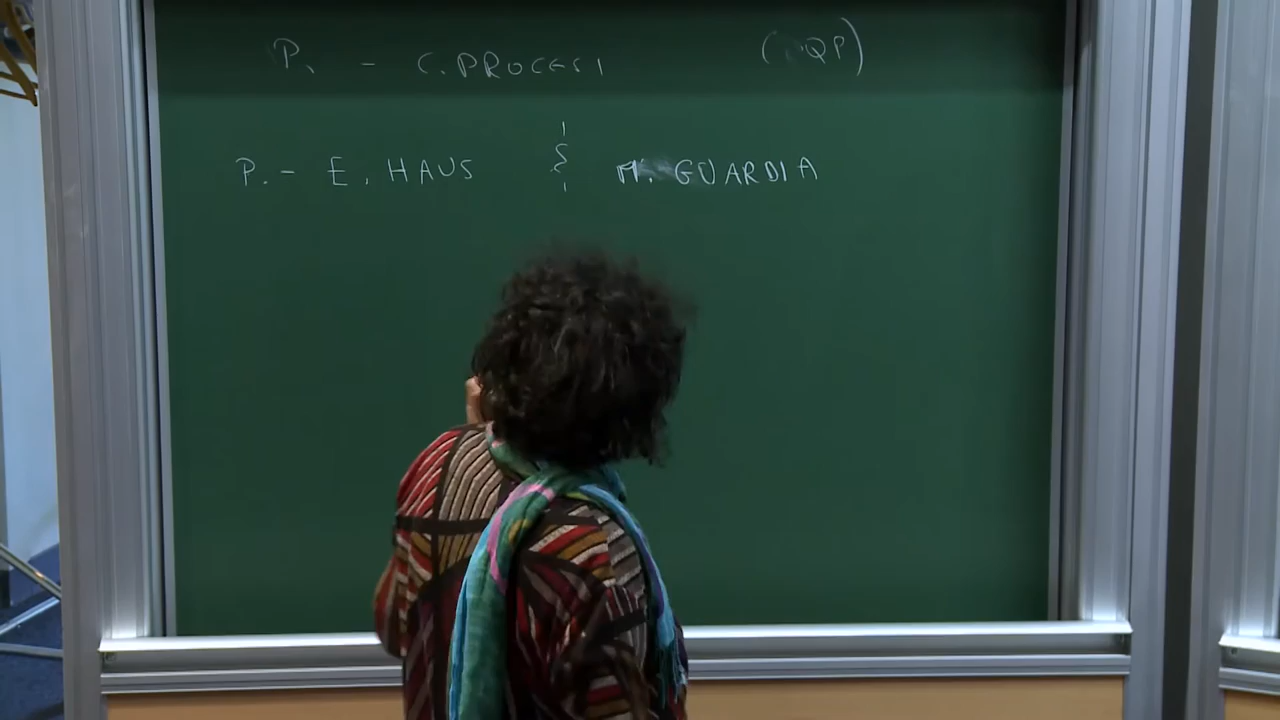 P. - C. PROCESI (QP)
P. - E. HAUS & M. GUARDIA